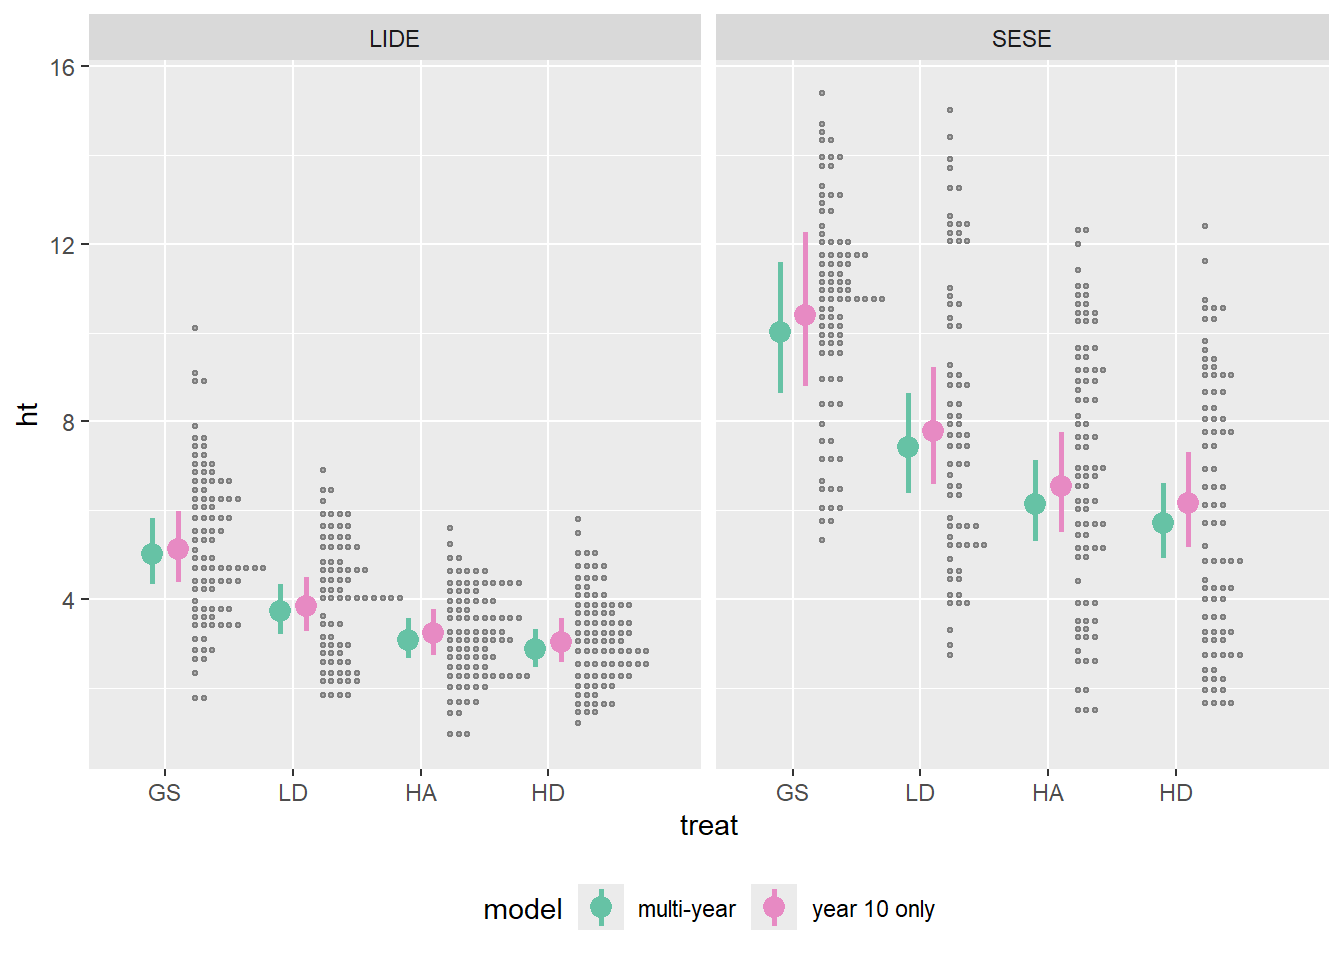 LIDE SESE
16
12
8
4
ht
GS LD HA HD GS LD HA HD
treat
model multi-year year 10 only